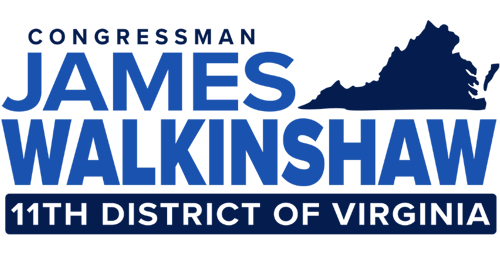 CONGRESSMAN
JAMES
WALKINSHAW
11TH DISTRICT OF VIRGINIA